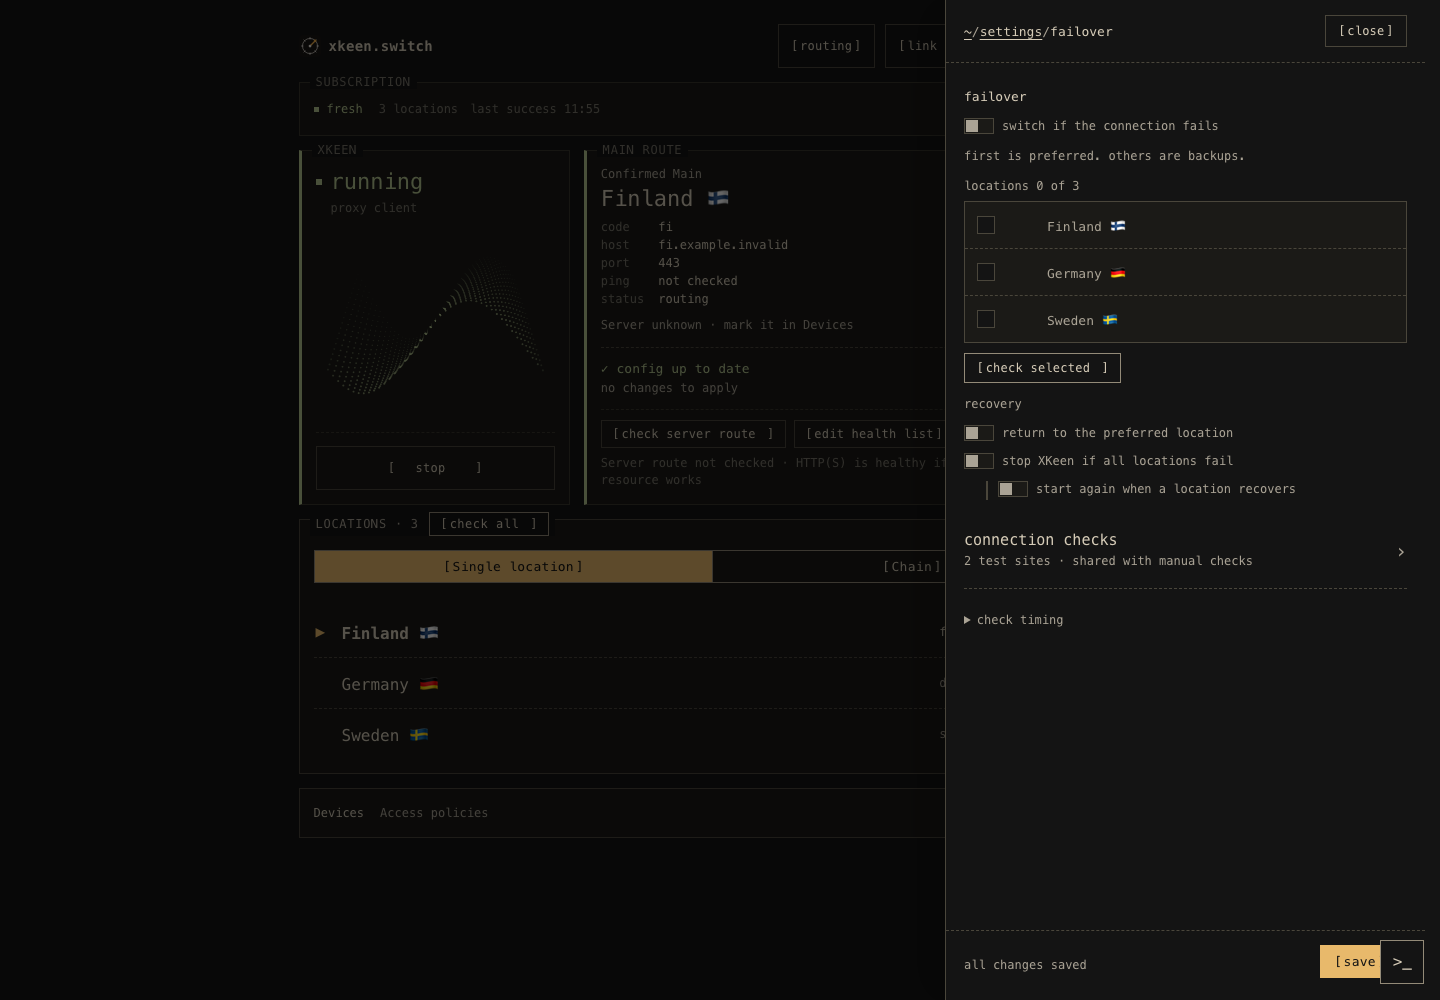 xkeen.switch
[routing]
[link
SUBSCRIPTION
fresh 3 locations last success 11:55
XKEEN
running
proxy client
[ stop ]
MAIN ROUTE
Confirmed Main
Finland
code fi
host fi.example.invalid
port 443
ping not checked
status routing
Server unknown · mark it in Devices
✓ config up to date
no changes to apply
[check server route ] [edit health list]
Server route not checked · HTTP(S) is healthy if
resource works
LOCATIONS · 3 [check all ]
[Single location] [Chain]
▶ Finland
Germany
Sweden
Devices Access policies
~/settings/failover
[close]
failover
switch if the connection fails
first is preferred. others are backups.
locations 0 of 3
Finland
Germany
Sweden
[check selected ]
recovery
return to the preferred location
stop XKeen if all locations fail
start again when a location recovers
connection checks
2 test sites · shared with manual checks ›
▶ check timing
all changes saved
[save
>_